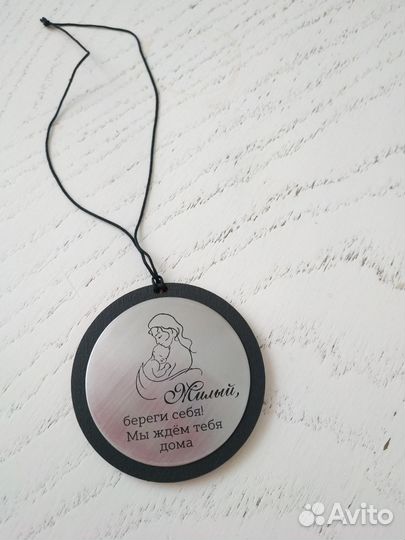 Милый,
береги себя!
Мы ждём тебя
дома
Avito